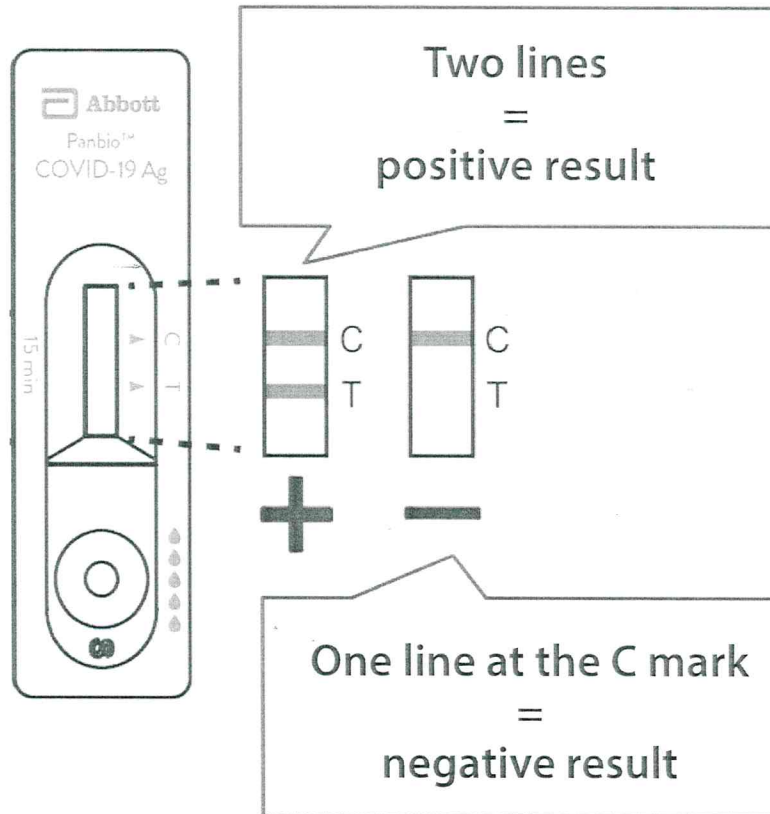 Abbott
Panbio™
COVID-19 Ag
15 min
C
T
Two lines
=
positive result
C
T
C
T
+
−
One line at the C mark
=
negative result